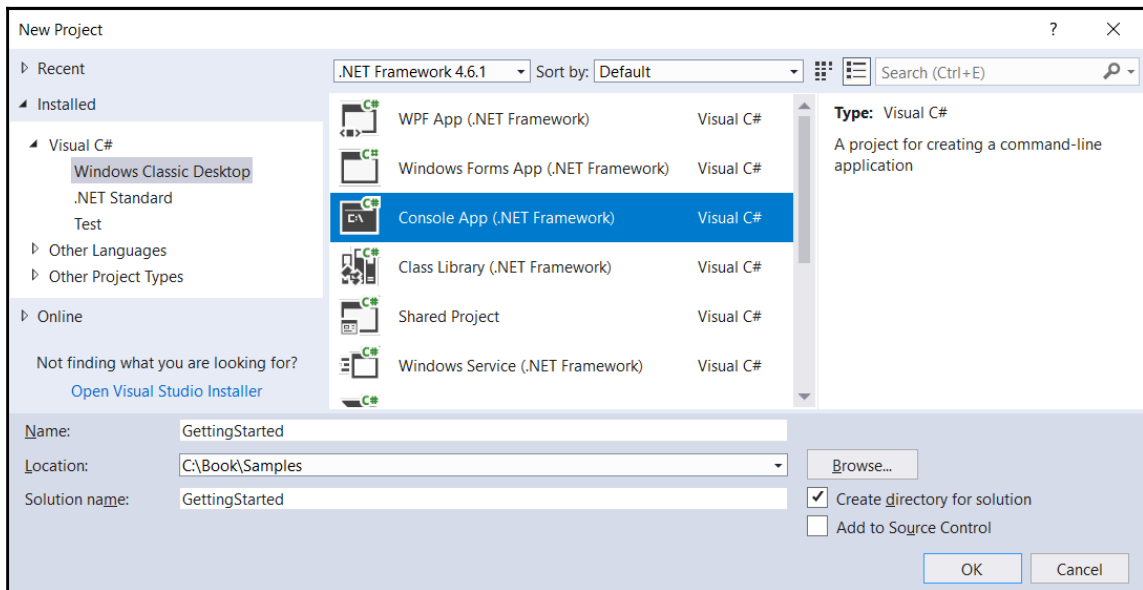 New Project
?
Recent
Installed
Visual C#
Windows Classic Desktop
.NET Standard
Test
Other Languages
Other Project Types
Online
Not finding what you are looking for?
Open Visual Studio Installer
.NET Framework 4.6.1
Sort by: Default
Search (Ctrl+E)
C# WPF App (.NET Framework) Visual C#
C# Windows Forms App (.NET Framework) Visual C#
C# C:\ Console App (.NET Framework) Visual C#
C# Class Library (.NET Framework) Visual C#
C# Shared Project Visual C#
C# Windows Service (.NET Framework) Visual C#
C#
Type: Visual C#
A project for creating a command-line
application
Name: GettingStarted
Location: C:\Book\Samples
Browse...
Solution name: GettingStarted
Create directory for solution
Add to Source Control
OK
Cancel